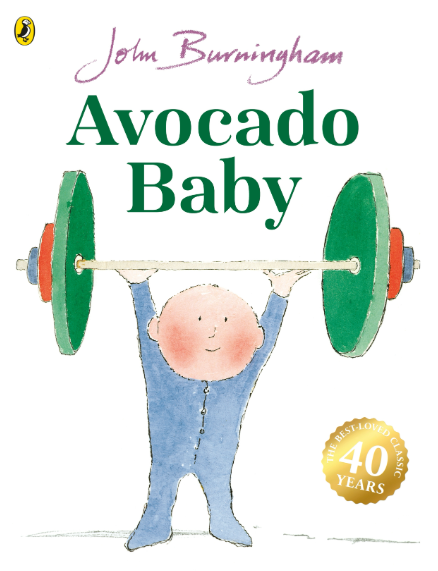 John Burningham
Avocado
Baby
THE BEST-LOVED CLASSIC
40
YEARS